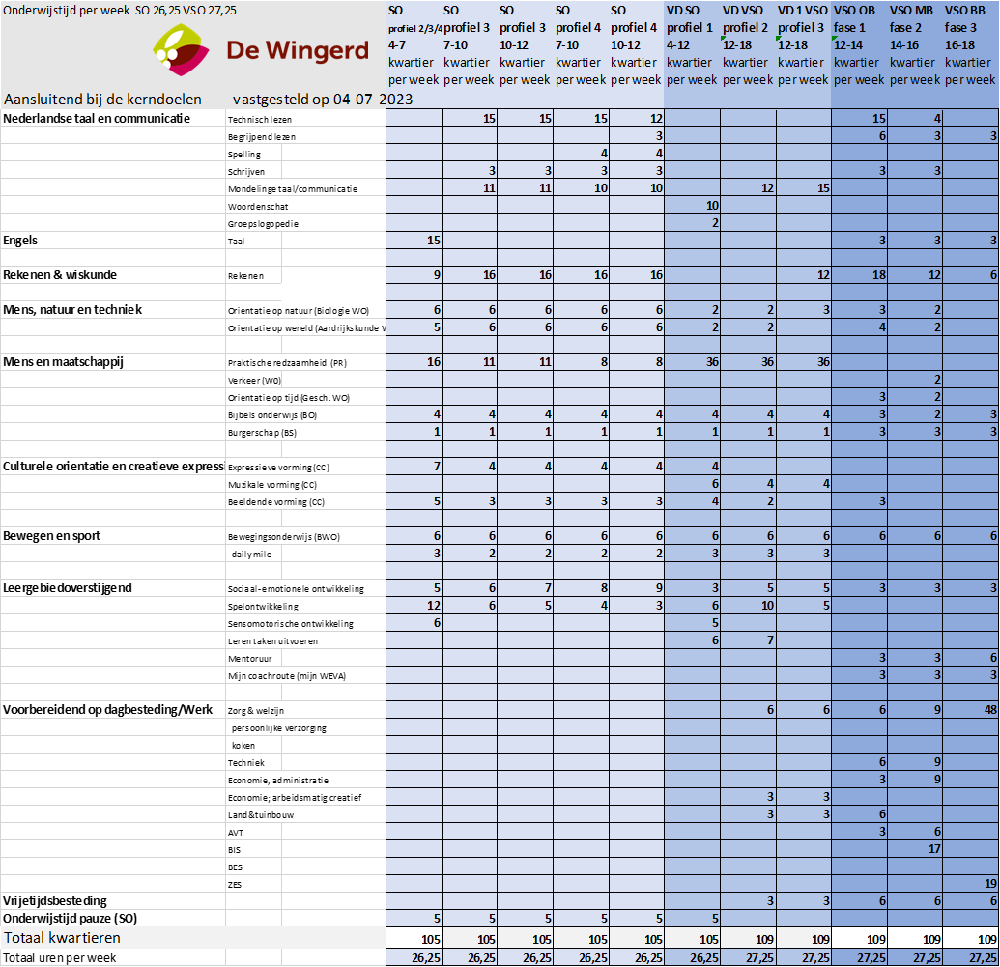 Onderwijstijd per week SO 26,25 VSO 27,25
De Wingerd
Aansluitend bij de kerndoelen vastgesteld op 04-07-2023
SO SO SO SO SO VD SO VD VSO VD 1 VSO VSO OB VSO MB VSO BB
profiel 2/3/4 profiel 3 profiel 3 profiel 4 profiel 4 profiel 1 profiel 2 profiel 3 fase 1 fase 2 fase 3
4-7 7-10 10-12 7-10 10-12 4-12 12-18 12-18 12-14 14-16 16-18
kwartier kwartier kwartier kwartier kwartier kwartier kwartier kwartier kwartier kwartier kwartier
per week per week per week per week per week per week per week per week per week per week per week
Nederlandse taal en communicatie Technisch lezen 15 15 15 12 15 4
Begrijpend lezen 3 6 3 3
Spelling 4 4
Schrijven 3 3 3 3 3 3
Mondelinge taal/communicatie 11 11 10 10 12 15
Woordenschat 10
Groepslogopedie 2
Engels Taal 15 3 3 3
Rekenen & wiskunde Rekenen 9 16 16 16 16 12 18 12 6
Mens, natuur en techniek Orientatie op natuur (Biologie WO) 6 6 6 6 6 2 2 3 3 2
Orientatie op wereld (Aardrijkskunde 5 6 6 6 6 2 2 4 2
Mens en maatschappij Praktische redzaamheid (PR) 16 11 11 8 8 36 36 36
Verkeer (W0) 2
Orientatie op tijd (Gesch. WO) 3 2
Bijbels onderwijs (BO) 4 4 4 4 4 4 4 4 3 2 3
Burgerschap (BS) 1 1 1 1 1 1 1 1 3 3 3
Culturele orientatie en creatieve expressi Expressieve vorming (CC) 7 4 4 4 4 4
Muzikale vorming (CC) 6 4 4
Beeldende vorming (CC) 5 3 3 3 3 4 2 3
Bewegen en sport Bewegingsonderwijs (BWO) 6 6 6 6 6 6 6 6 6 6 6
daily mile 3 2 2 2 2 3 3 3
Leergebiedoverstijgend Sociaal-emotionele ontwikkeling 5 6 7 8 9 3 5 5 3 3 3
Spelontwikkeling 12 6 5 4 3 6 10 5
Sensomotorische ontwikkeling 6 5
Leren taken uitvoeren 6 7
Mentoruur 3 3 6
Mijn coachroute (mijn WEVA) 3 3 3
Voorbereidend op dagbesteding/Werk Zorg & welzijn 6 6 6 9 48
persoonlijke verzorging
koken
Techniek 6 9
Economie, administratie 3 9
Economie; arbeidsmatig creatief 3 3
Land&tuinbouw 3 3 6
AVT 3 6
BIS 17
BES
ZES 19
Vrijetijdsbesteding 3 3 6 6 6
Onderwijstijd pauze (SO) 5 5 5 5 5 5
Totaal kwartieren 105 105 105 105 105 105 109 109 109 109 109
Totaal uren per week 26,25 26,25 26,25 26,25 26,25 26,25 27,25 27,25 27,25 27,25 27,25